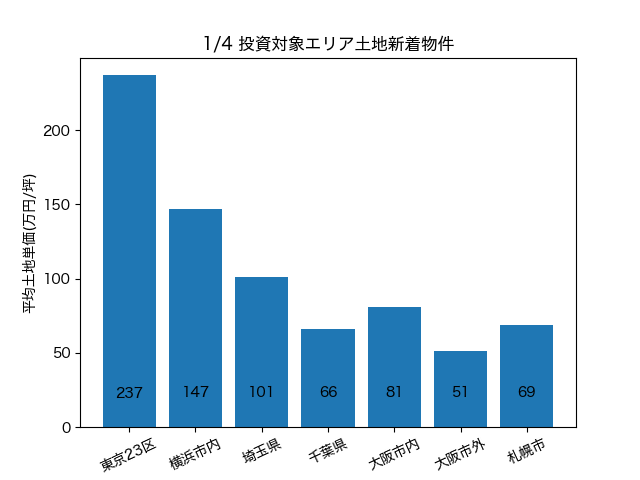 1/4 投資対象エリア土地新着物件
平均土地単価(万円/坪)
200
150
100
50
0
237
147
101
66
81
51
69
東京23区
横浜市内
埼玉県
千葉県
大阪市内
大阪市外
札幌市